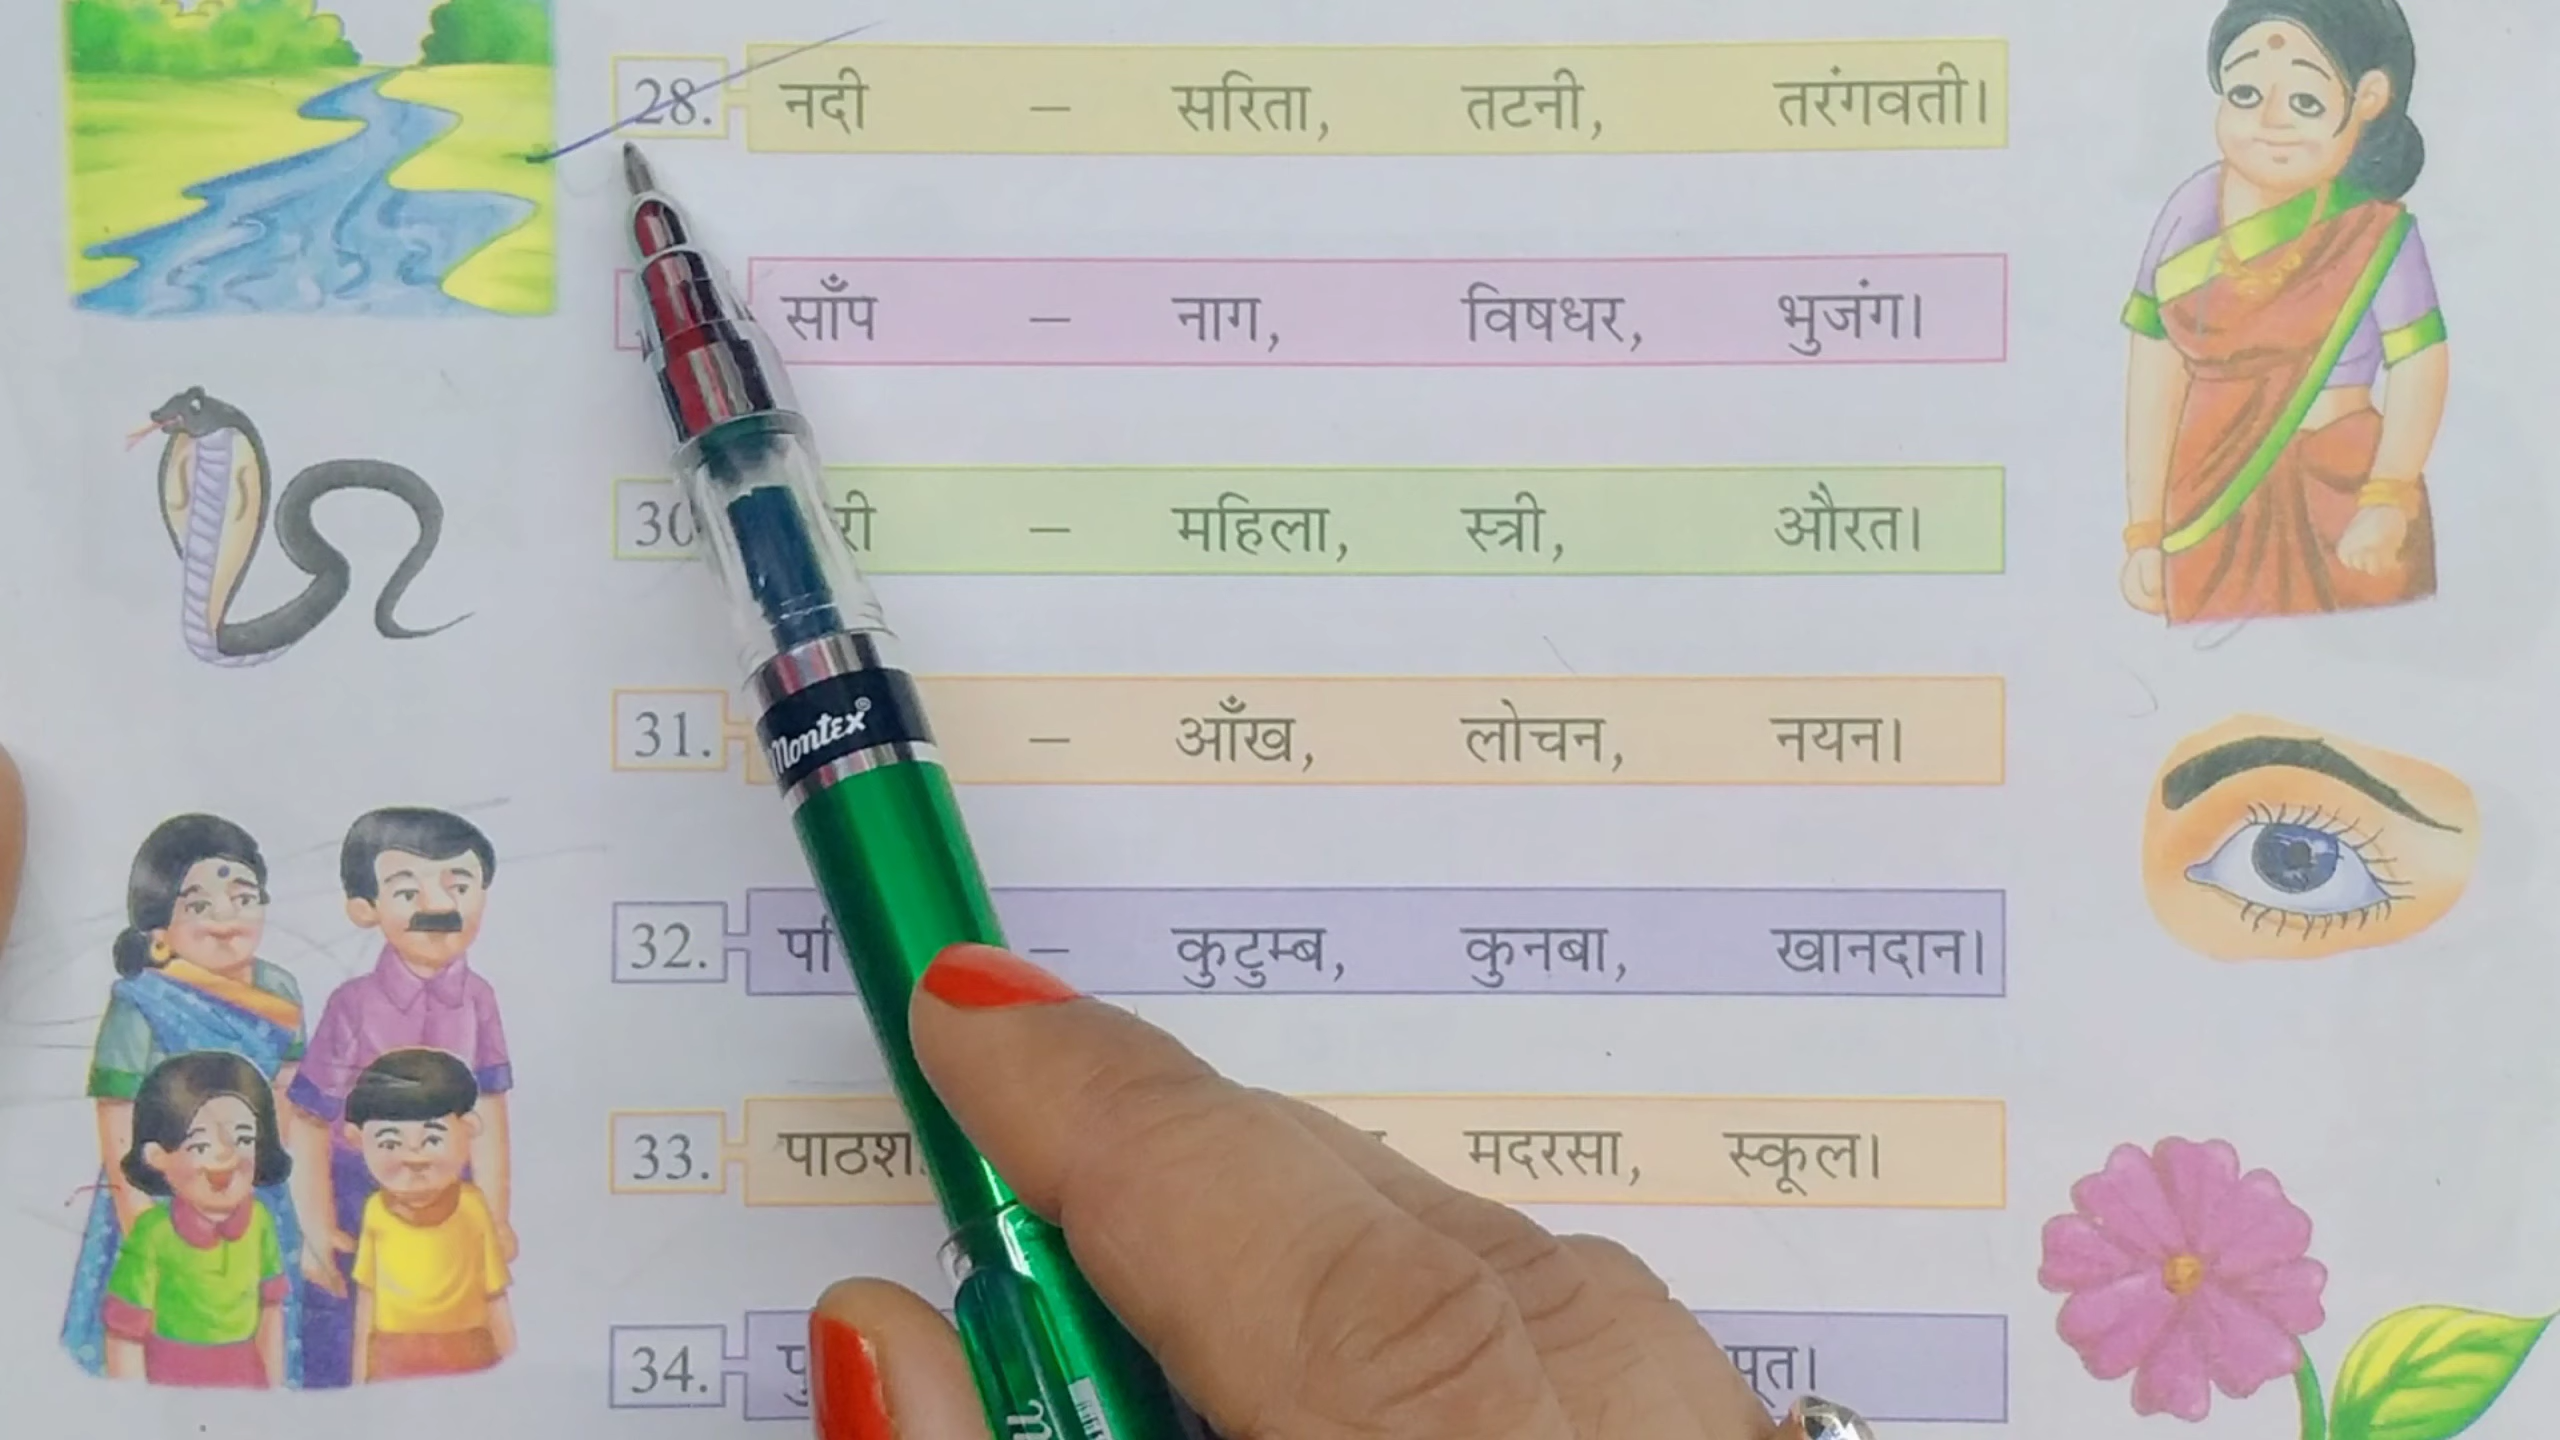 28. नदी – सरिता, तटनी, तरंगवती।
साँप – नाग, विषधर, भुजंग।
30 री – महिला, स्त्री, औरत।
31. – आँख, लोचन, नयन।
Montex®
32. – कुटुम्ब, कुनबा, खानदान।
33. मदरसा, स्कूल।
34. पूत।